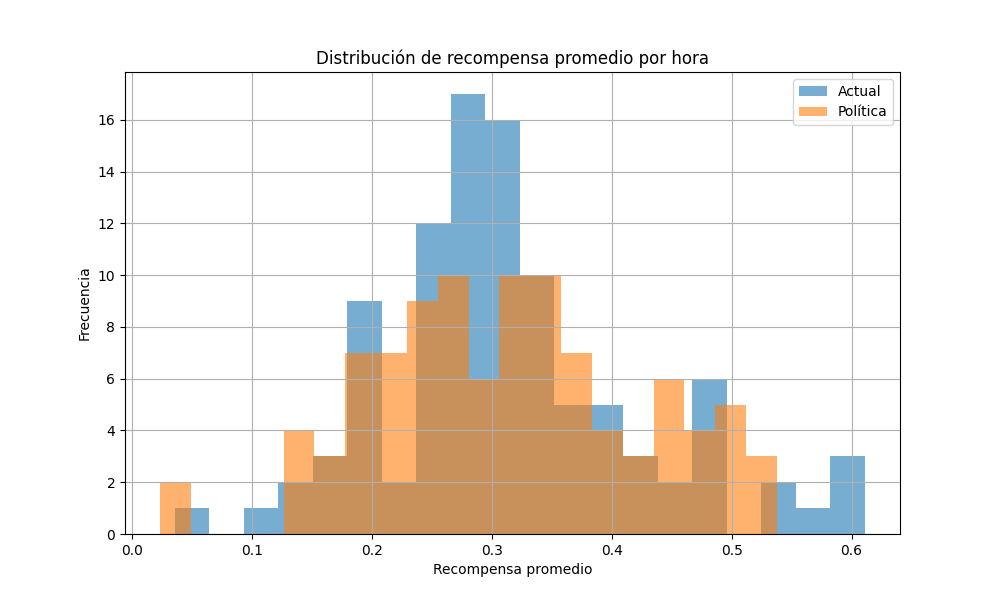 Distribución de recompensa promedio por hora
Actual
Política
Frecuencia
16
14
12
10
8
6
4
2
0
0.0 0.1 0.2 0.3 0.4 0.5 0.6
Recompensa promedio